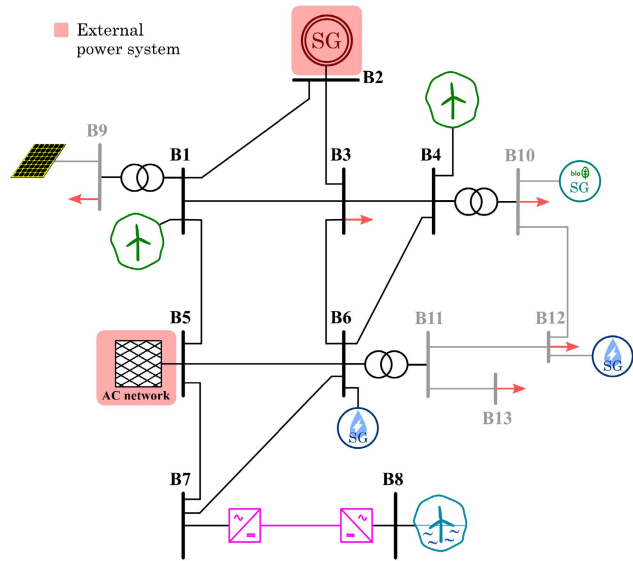 External
power system
SG
B2
B9
B1
B3
B4
B10
bio
SG
B5
B6
B11
B12
AC network
SG
B13
SG
B7
B8